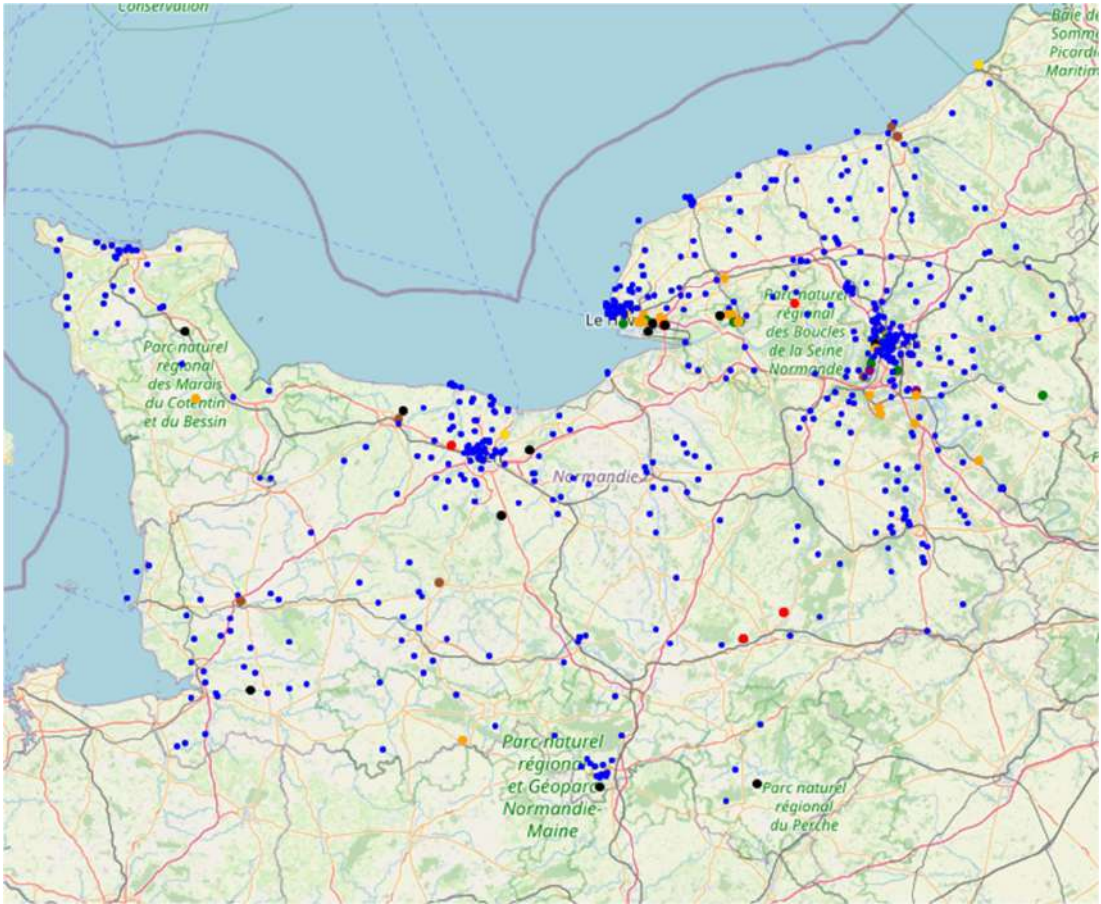 Conservation
Baie de
Somme
Picardie
Maritim
Le Hav
Parc naturel
régional
des Boucles
de la Seine
Normande
Parc naturel
régional
des Marais
du Cotentin
et du Bessin
Normandie
Parc naturel
régiona
et Géoparc
Normandie-
Maine
Parc naturel
régional
du Perche